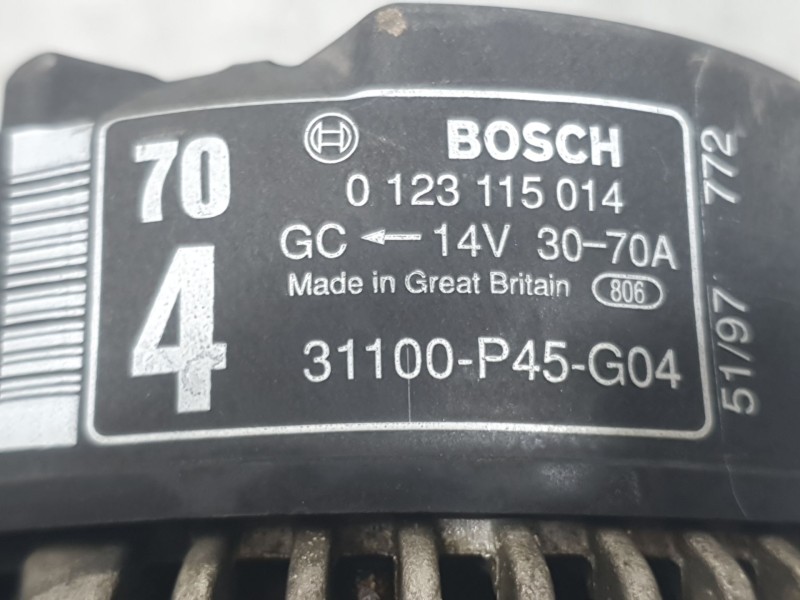 70
4
BOSCH
0 123 115 014
GC ← 14V 30-70A
Made in Great Britain 806
31100-P45-G04
51/97 772